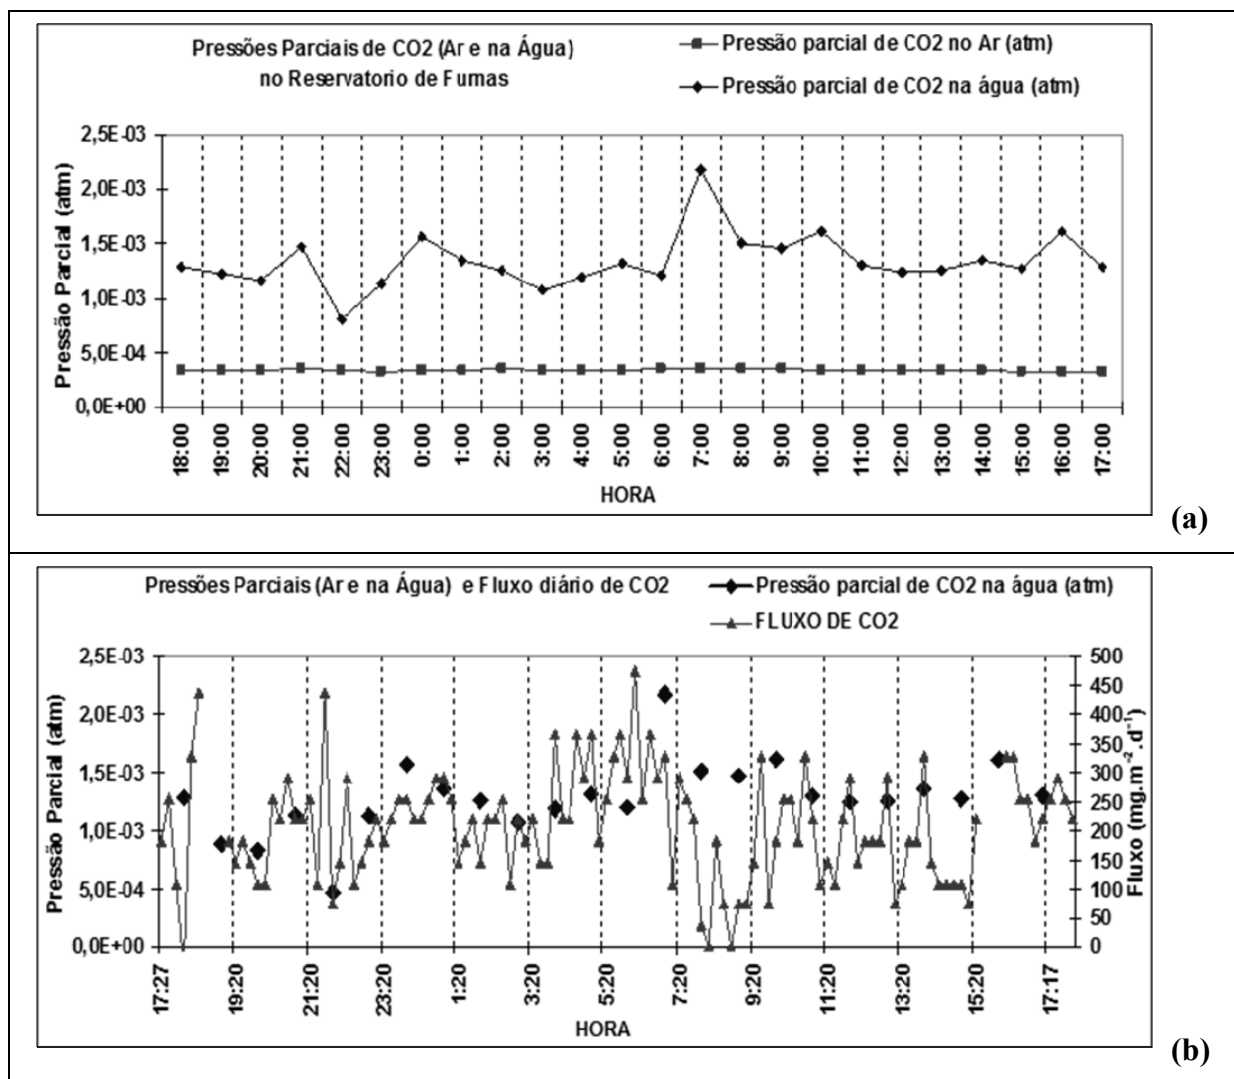 Pressões Parciais de CO2 (Ar e na Água)
no Reservatorio de Furnas
Pressão parcial de CO2 no Ar (atm)
Pressão parcial de CO2 na água (atm)
Pressão Parcial (atm)
2,5E-03
2,0E-03
1,5E-03
1,0E-03
5,0E-04
0,0E+00
18:00
19:00
20:00
21:00
22:00
23:00
0:00
1:00
2:00
3:00
4:00
5:00
6:00
7:00
8:00
9:00
10:00
11:00
12:00
13:00
14:00
15:00
16:00
17:00
HORA
(a)
Pressões Parciais (Ar e na Água) e Fluxo diário de CO2
Pressão parcial de CO2 na água (atm)
FLUXO DE CO2
Pressão Parcial (atm)
2,5E-03
2,0E-03
1,5E-03
1,0E-03
5,0E-04
0,0E+00
500
450
400
350
300
250
200
150
100
50
0
Fluxo (mg.m⁻².d⁻¹)
17:27
19:20
21:20
23:20
1:20
3:20
5:20
7:20
9:20
11:20
13:20
15:20
17:17
HORA
(b)